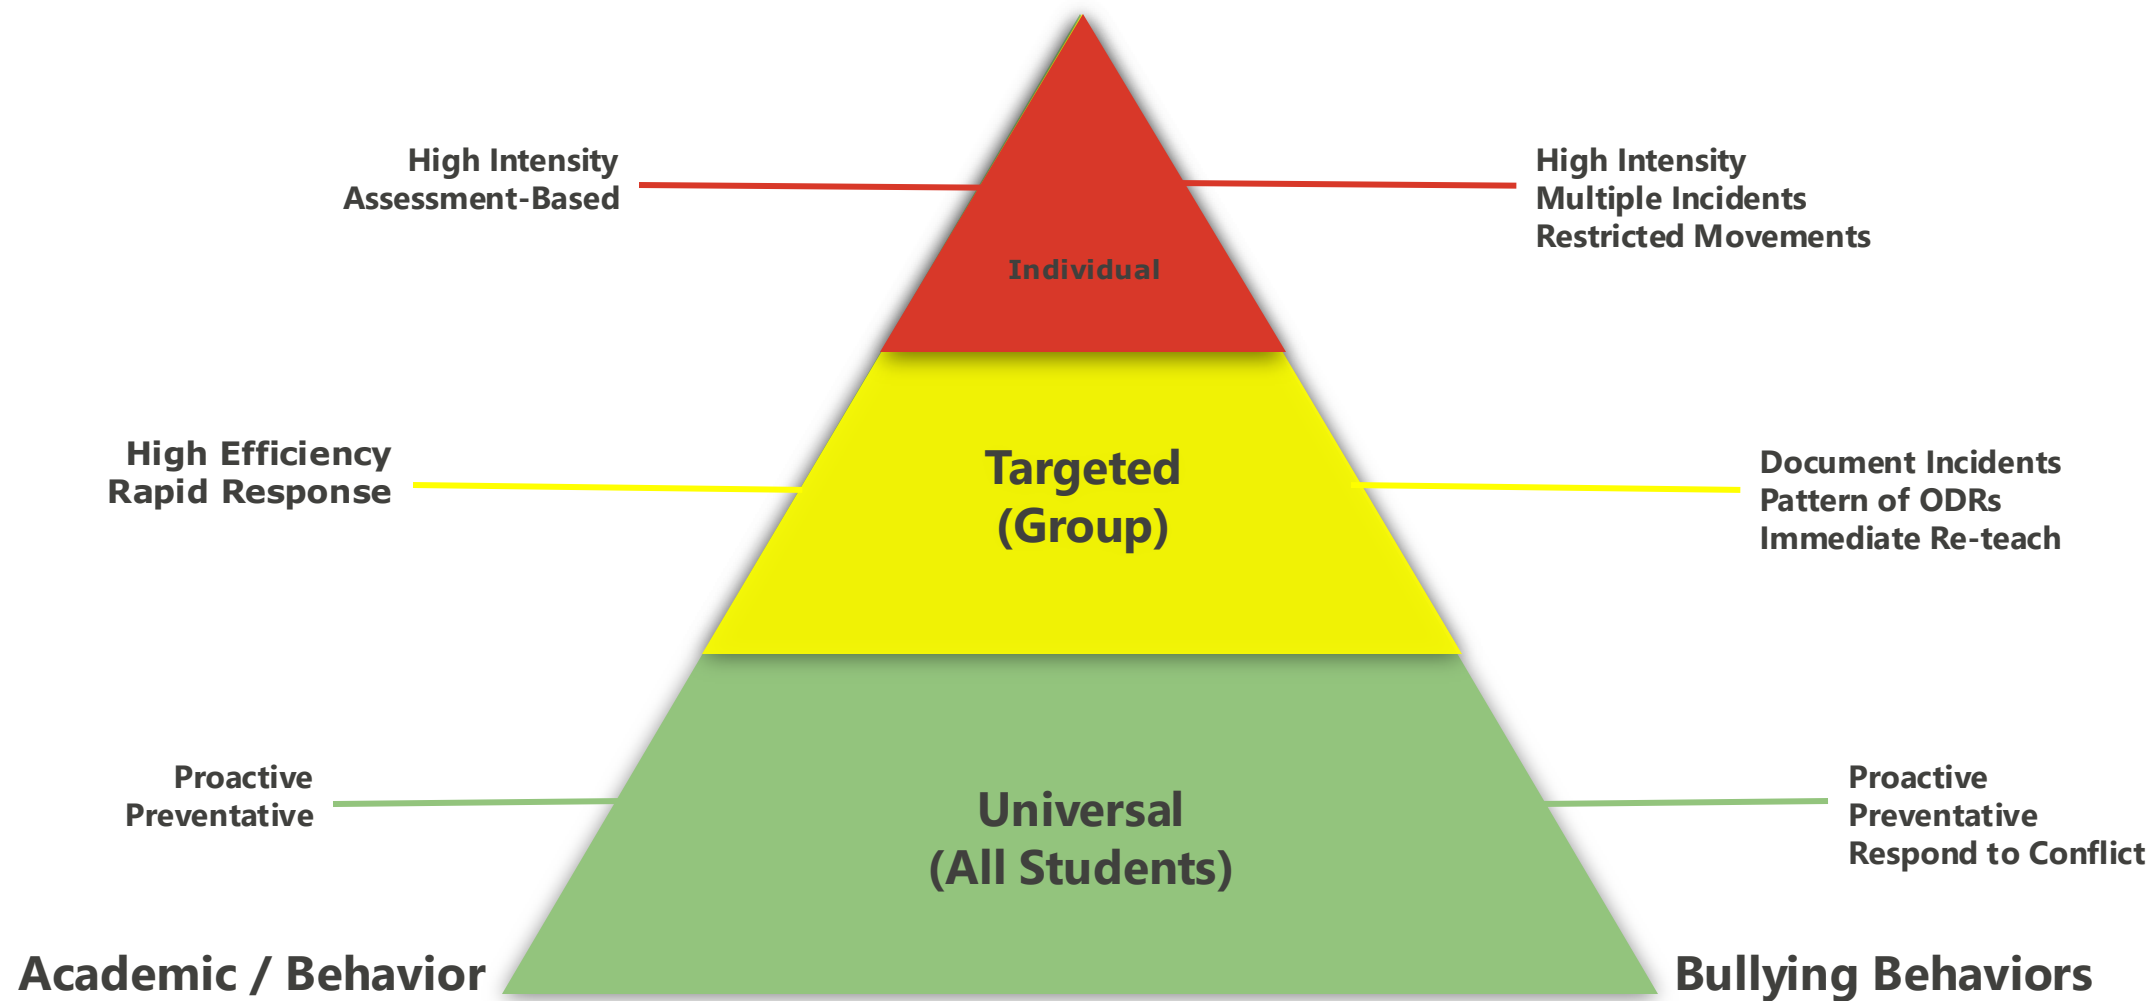 High Intensity
Assessment-Based
High Intensity
Multiple Incidents
Restricted Movements
Individual
High Efficiency
Rapid Response
Targeted
(Group)
Document Incidents
Pattern of ODRs
Immediate Re-teach
Proactive
Preventative
Universal
(All Students)
Proactive
Preventative
Respond to Conflict
Academic / Behavior
Bullying Behaviors